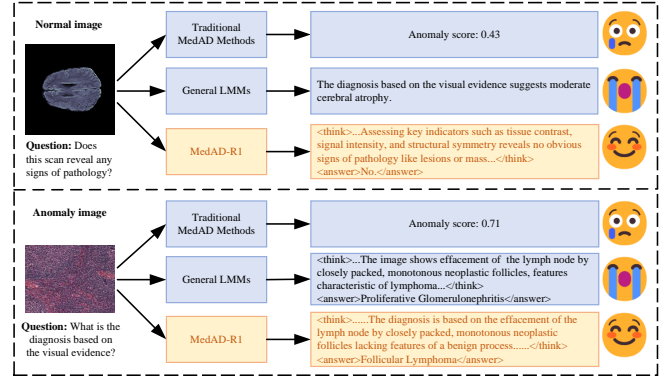 Normal image
Question: Does
this scan reveal any
signs of pathology?
Traditional
MedAD Methods
Anomaly score: 0.43
General LMMs
The diagnosis based on the visual evidence suggests moderate
cerebral atrophy.
MedAD-R1
<think>...Assessing key indicators such as tissue contrast,
signal intensity, and structural symmetry reveals no obvious
signs of pathology like lesions or mass...</think>
<answer>No.</answer>
Anomaly image
Question: What is the
diagnosis based on
the visual evidence?
Traditional
MedAD Methods
Anomaly score: 0.71
General LMMs
<think>...The image shows effacement of the lymph node by
closely packed, monotonous neoplastic follicles, features
characteristic of lymphoma...</think>
<answer>Proliferative Glomerulonephritis</answer>
MedAD-R1
<think>......The diagnosis is based on the effacement of the
lymph node by closely packed, monotonous neoplastic
follicles lacking features of a benign process......</think>
<answer>Follicular Lymphoma</answer>